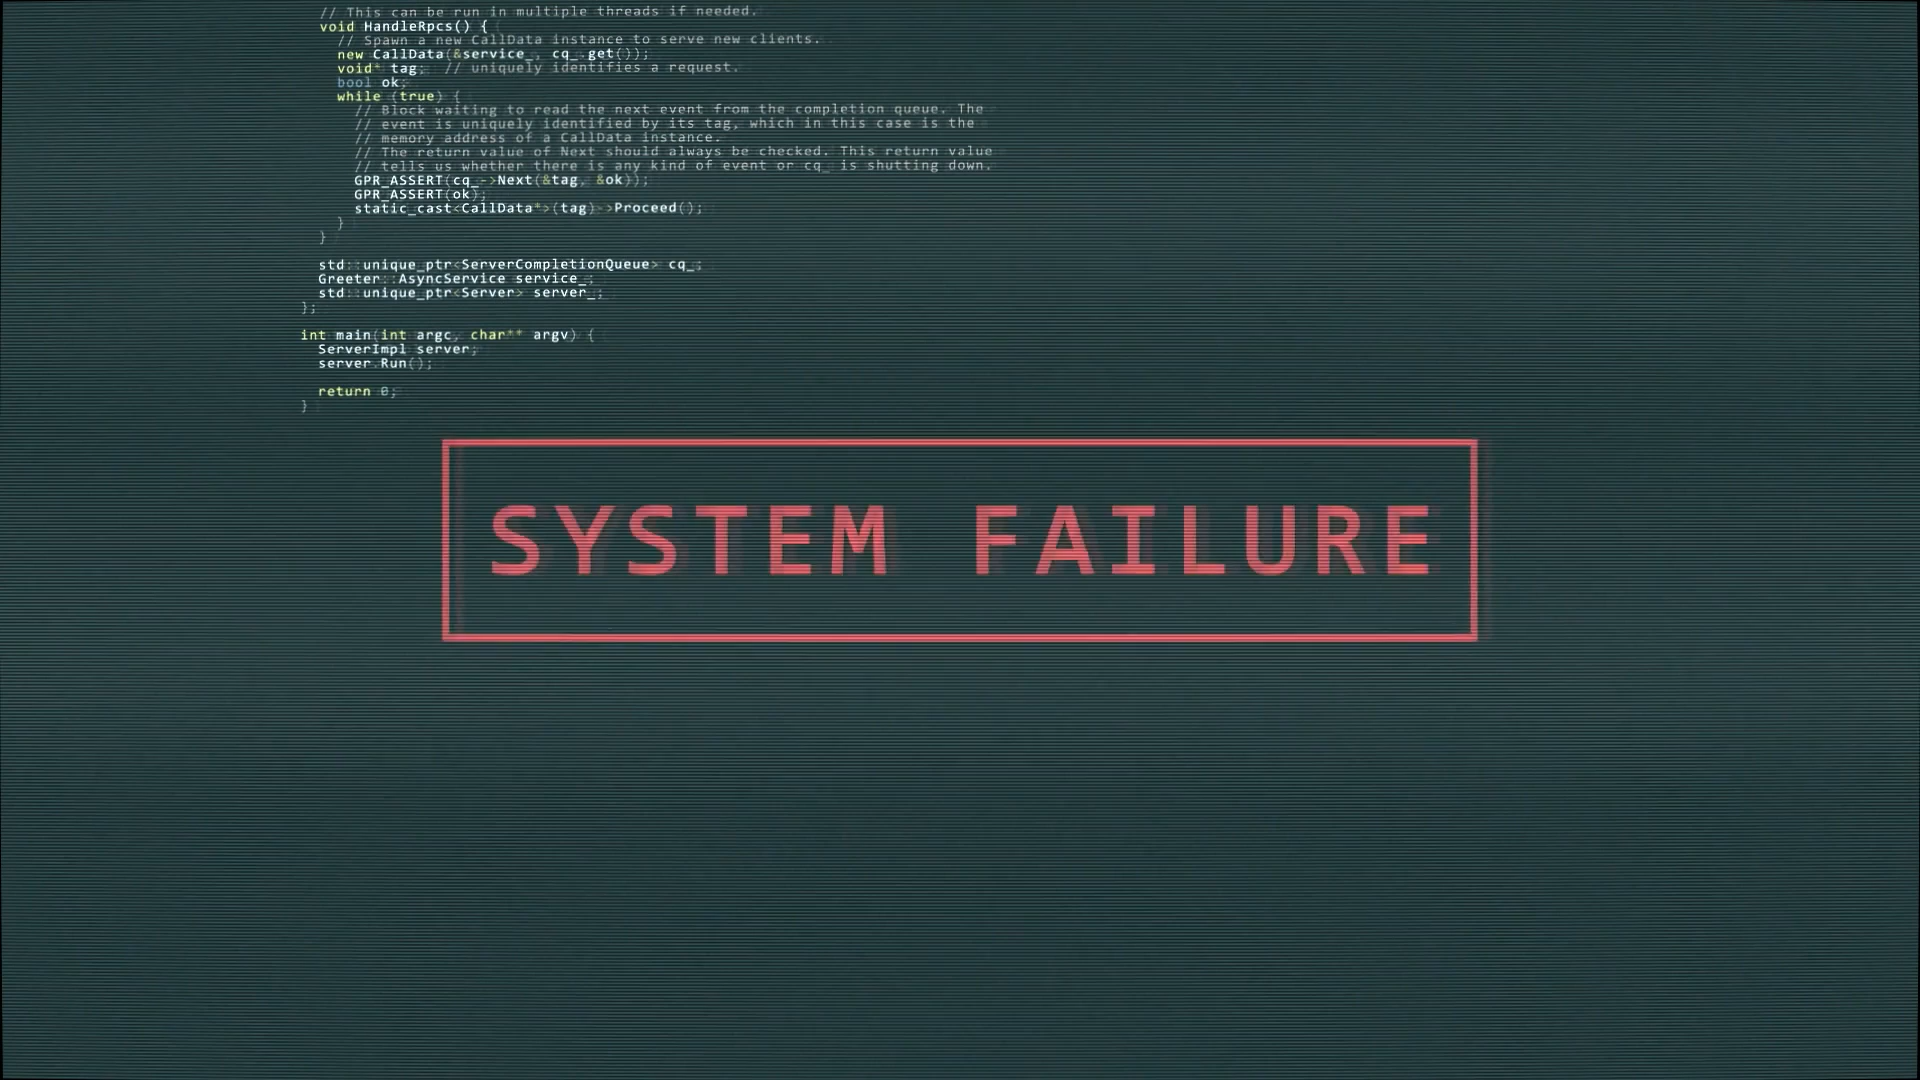 // This can be run in multiple threads if needed.
void HandleRpcs() {
// Spawn a new CallData instance to serve new clients.
new CallData(&service_, cq_.get());
void* tag;  // uniquely identifies a request.
bool ok;
while (true) {
// Block waiting to read the next event from the completion queue. The
// event is uniquely identified by its tag, which in this case is the
// memory address of a CallData instance.
// The return value of Next should always be checked. This return value
// tells us whether there is any kind of event or cq_ is shutting down.
GPR_ASSERT(cq_->Next(&tag, &ok));
GPR_ASSERT(ok);
static_cast<CallData*>(tag)->Proceed();
}
}
std::unique_ptr<ServerCompletionQueue> cq_;
Greeter::AsyncService service_;
std::unique_ptr<Server> server_;
};
int main(int argc, char** argv) {
ServerImpl server;
server.Run();
return 0;
}
SYSTEM FAILURE